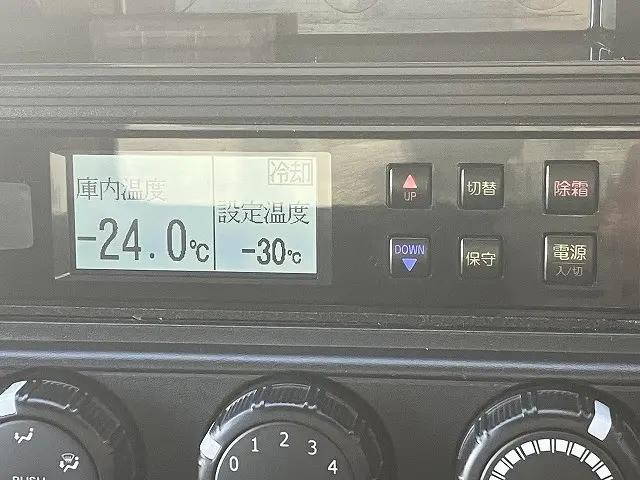 冷却
庫内温度
設定温度
-24.0℃
-30℃
UP
切替
除霜
DOWN
保守
電源
入/切
0
1
2
3
4